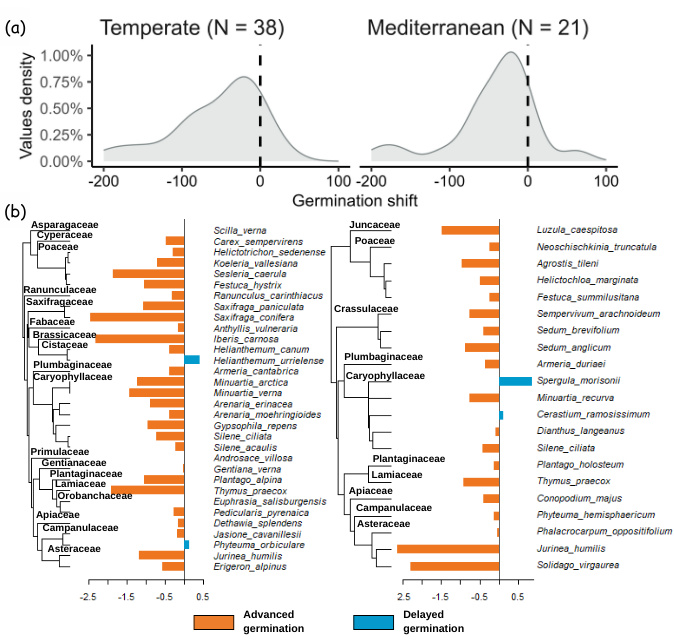 (a)
Temperate (N = 38)
Mediterranean (N = 21)
Values density
1.00%
0.75%
0.50%
0.25%
0.00%
-200 -100 0 100
-200 -100 0 100
Germination shift
(b)
Asparagaceae
Cyperaceae
Poaceae
Ranunculaceae
Saxifragaceae
Fabaceae
Brassicaceae
Cistaceae
Plumbaginaceae
Caryophyllaceae
Primulaceae
Gentianaceae
Plantaginaceae
Lamiaceae
Orobanchaceae
Apiaceae
Campanulaceae
Asteraceae
Scilla_verna
Carex_sempervirens
Helictotrichon_sedenense
Koeleria_vallesiana
Sesleria_caerula
Festuca_hystrix
Ranunculus_carinthiacus
Saxifraga_paniculata
Saxifraga_conifera
Anthyllis_vulneraria
Iberis_carnosa
Helianthemum_canum
Helianthemum_urrielense
Armeria_cantabrica
Minuartia_arctica
Minuartia_verna
Arenaria_erinacea
Arenaria_moehringioides
Gypsophila_repens
Silene_ciliata
Silene_acaulis
Androsace_villosa
Gentiana_verna
Plantago_alpina
Thymus_praecox
Euphrasia_salisburgensis
Pedicularis_pyrenaica
Dethawia_splendens
Jasione_cavanillesii
Phyteuma_orbiculare
Jurinea_humilis
Erigeron_alpinus
-2.5 -1.5 -0.5 0.5
Juncaceae
Poaceae
Crassulaceae
Plumbaginaceae
Caryophyllaceae
Plantaginaceae
Lamiaceae
Apiaceae
Campanulaceae
Asteraceae
Luzula_caespitosa
Neoschischkinia_truncatula
Agrostis_tileni
Helictochloa_marginata
Festuca_summilusitana
Sempervivum_arachnoideum
Sedum_brevifolium
Sedum_anglicum
Armeria_duriaei
Spergula_morisonii
Minuartia_recurva
Cerastium_ramosissimum
Dianthus_langeanus
Silene_ciliata
Plantago_holosteum
Thymus_praecox
Conopodium_majus
Phyteuma_hemisphaericum
Phalacrocarpum_oppositifolium
Jurinea_humilis
Solidago_virgaurea
2.5 -1.5 -0.5 0.5
Advanced
germination
Delayed
germination